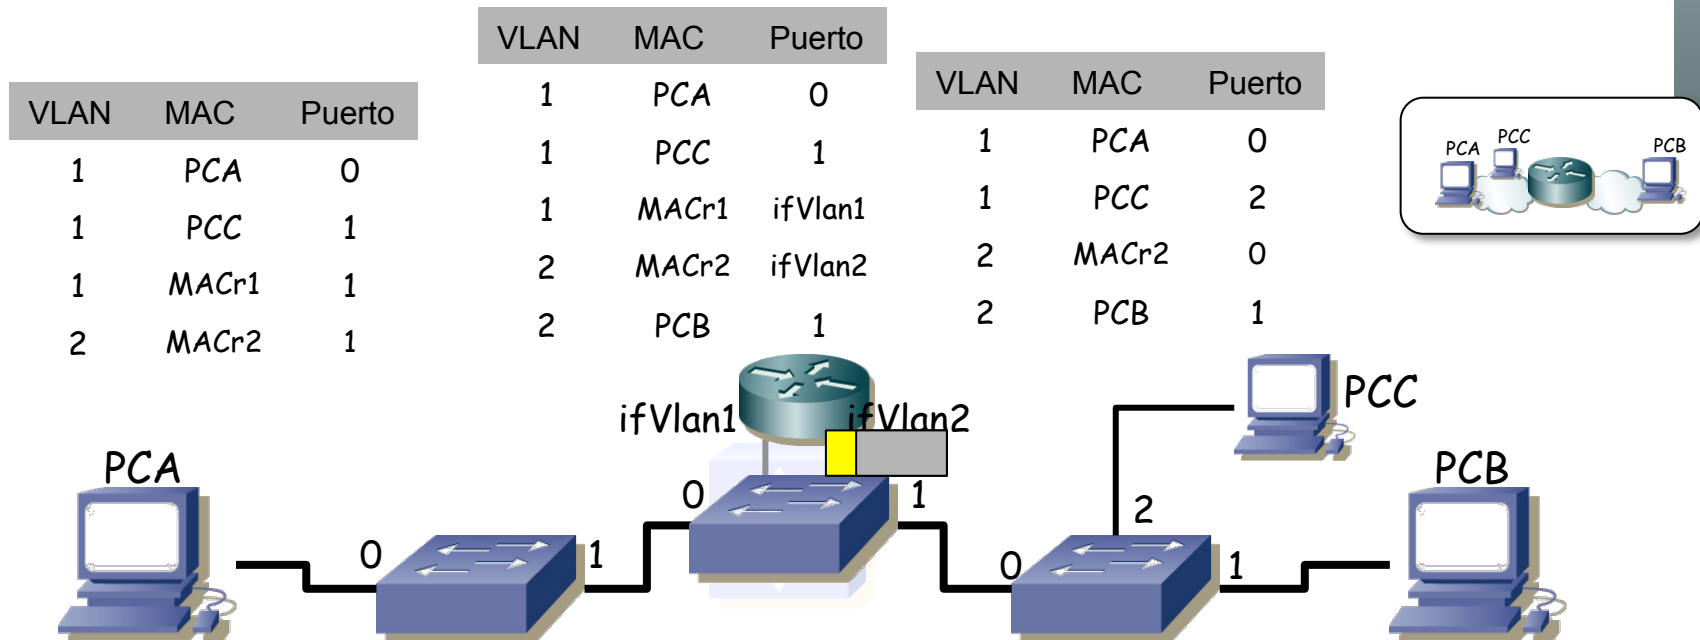 VLAN MAC Puerto
1 PCA 0
1 PCC 1
1 MACr1 1
2 MACr2 1
VLAN MAC Puerto
1 PCA 0
1 PCC 1
1 MACr1 ifVlan1
2 MACr2 ifVlan2
2 PCB 1
VLAN MAC Puerto
1 PCA 0
1 PCC 2
2 MACr2 0
2 PCB 1
PCA PCC PCB
ifVlan1 ifVlan2
PCC
PCA
PCB
0 1
2
0 1
0 1